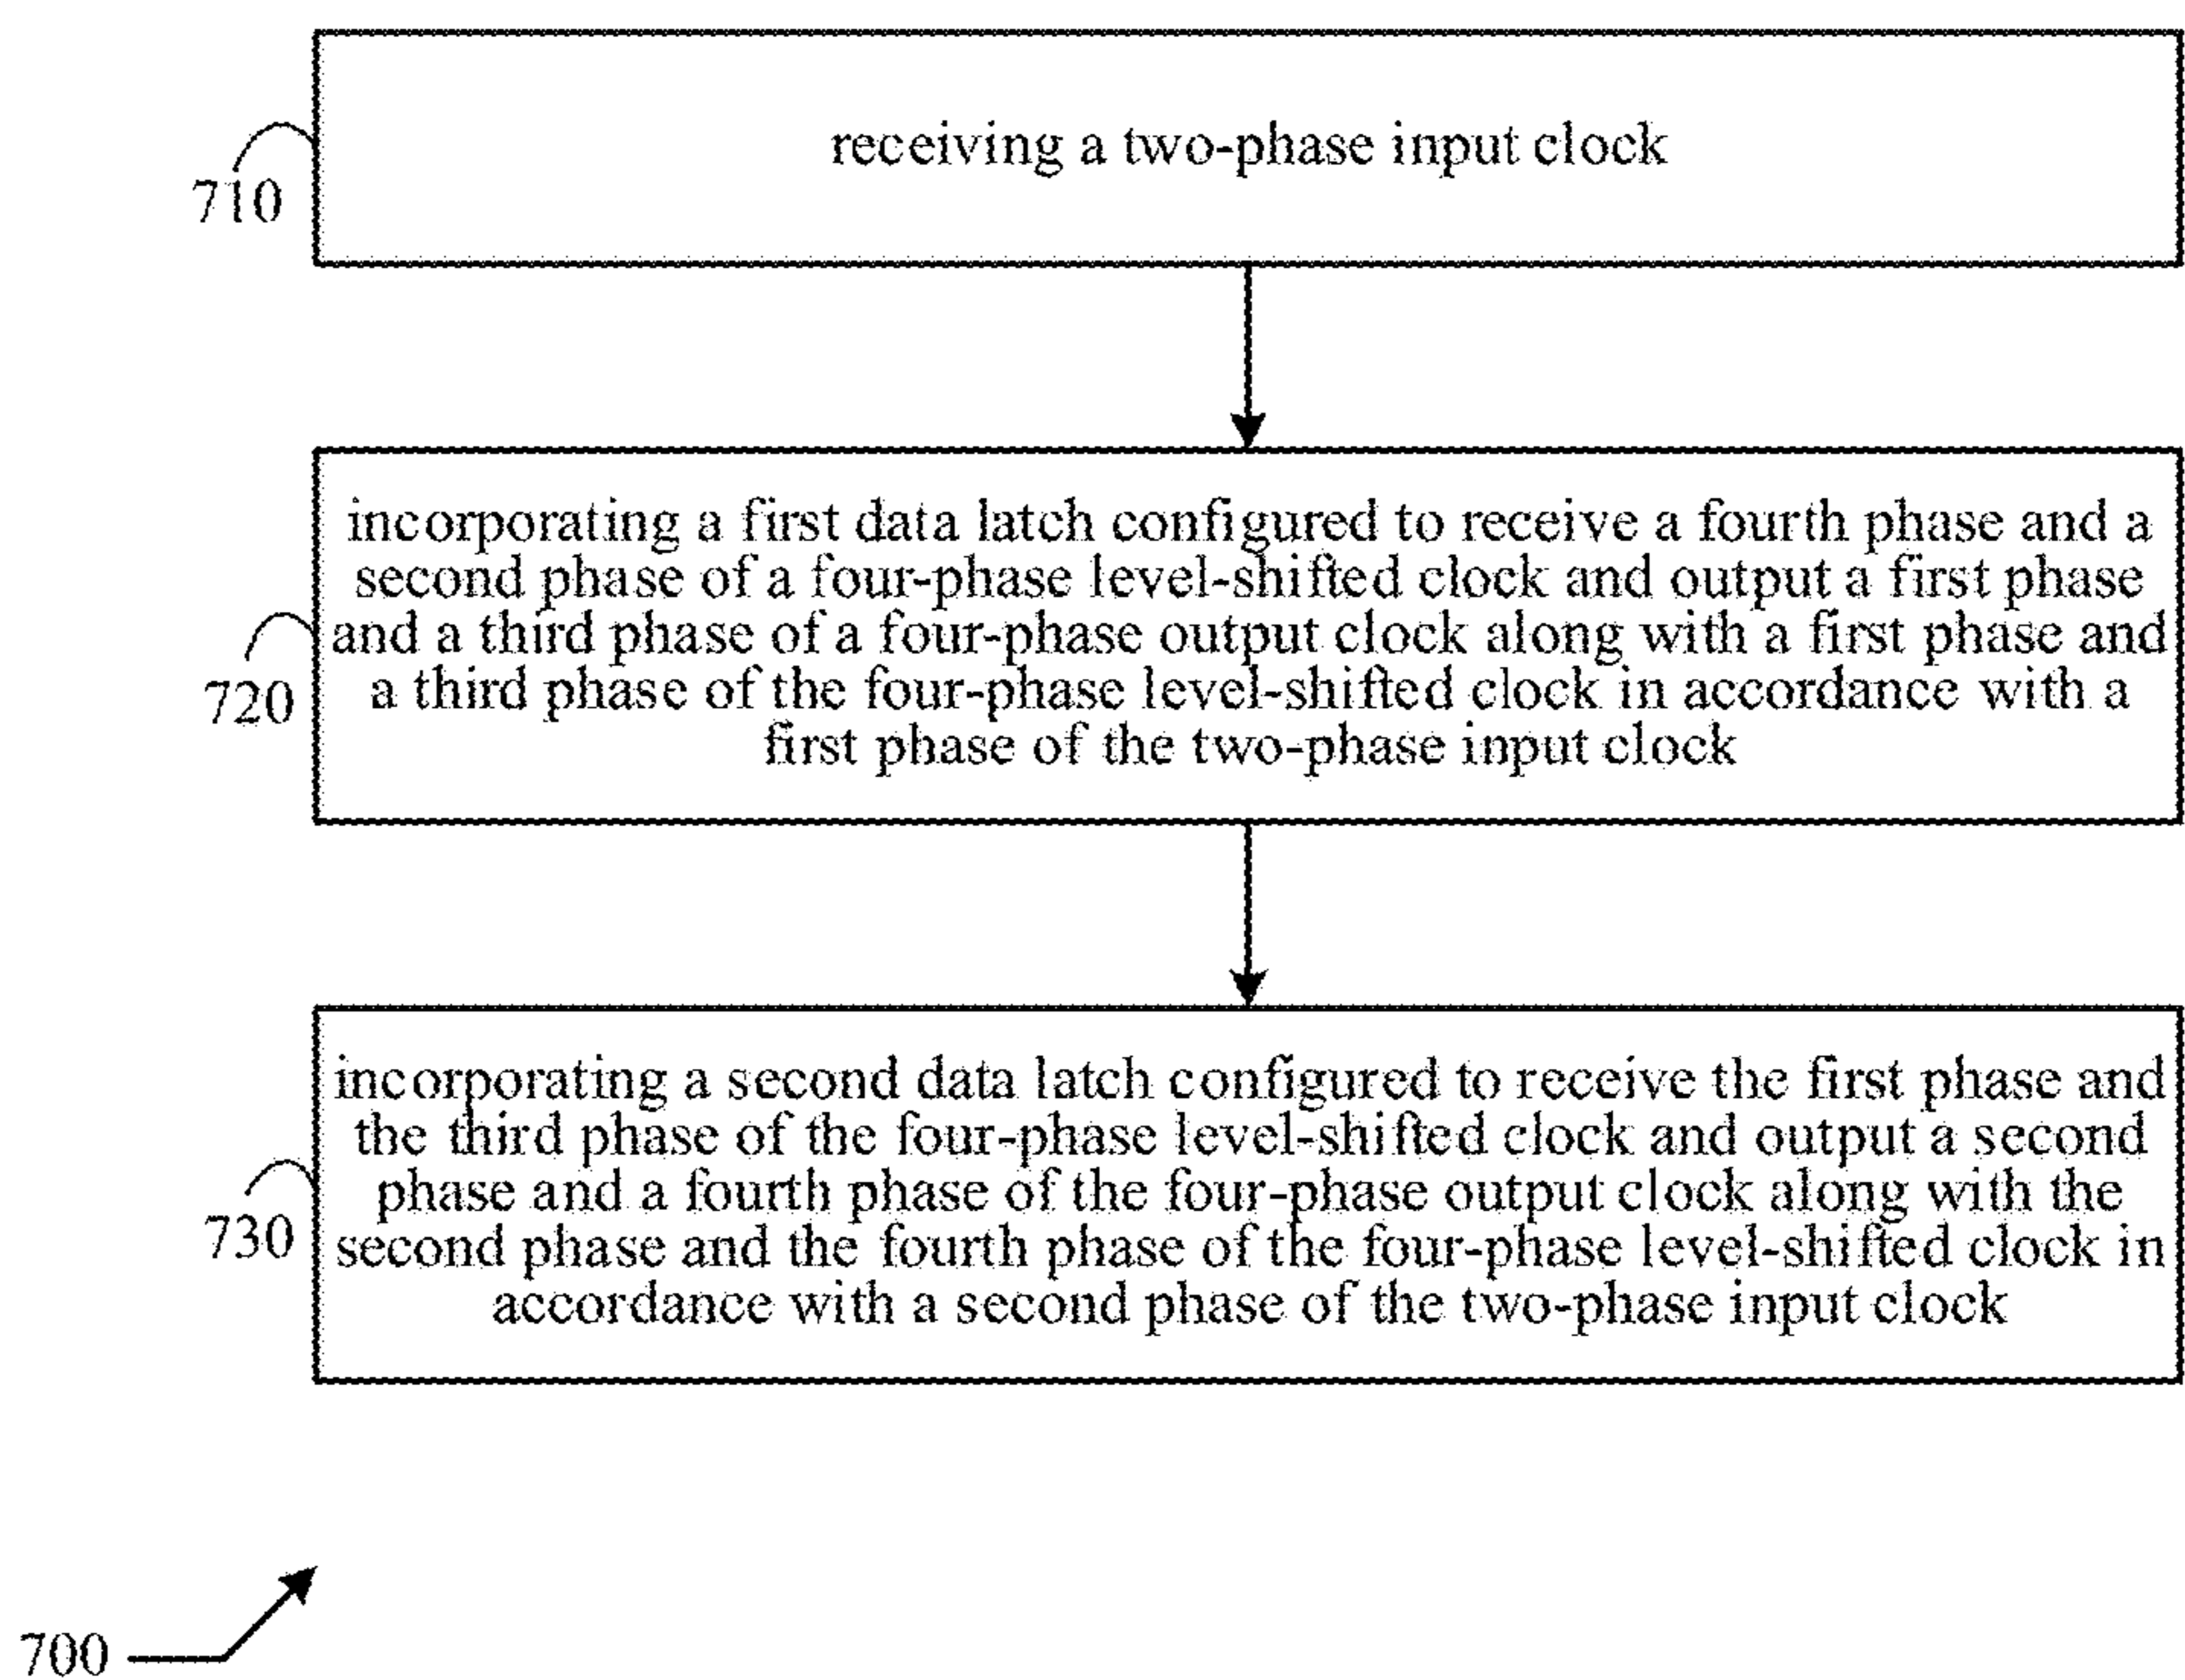 receiving a two-phase input clock
710
incorporating a first data latch configured to receive a fourth phase and a
second phase of a four-phase level-shifted clock and output a first phase
and a third phase of a four-phase output clock along with a first phase and
a third phase of the four-phase level-shifted clock in accordance with a
first phase of the two-phase input clock
720
incorporating a second data latch configured to receive the first phase and
the third phase of the four-phase level-shifted clock and output a second
phase and a fourth phase of the four-phase output clock along with the
second phase and the fourth phase of the four-phase level-shifted clock in
accordance with a second phase of the two-phase input clock
730
700